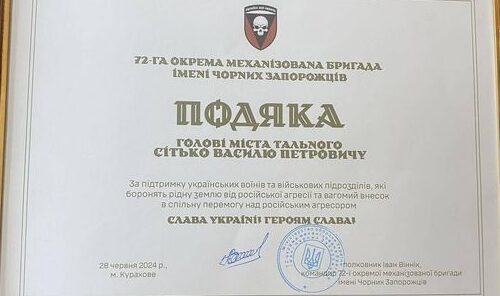 72-ГА ОКРЕМА МЕХАНІЗОВАНА БРИГАДА
ІМЕНІ ЧОРНИХ ЗАПОРОЖЦІВ
ПОДЯКА
ГОЛОВІ МІСТА ТАЛЬНОГО
СІТЬКО ВАСИЛЮ ПЕТРОВИЧУ
За підтримку українських воїнів та військових підрозділів, які
боронять рідну землю від російської агресії та вагомий внесок
в спільну перемогу над російським агресором
СЛАВА УКРАЇНІ! ГЕРОЯМ СЛАВА!
28 червня 2024 р.,
м. Курахове
полковник Іван Віннік,
командир 72-ї окремої механізованої бригади
імені Чорних Запорожців